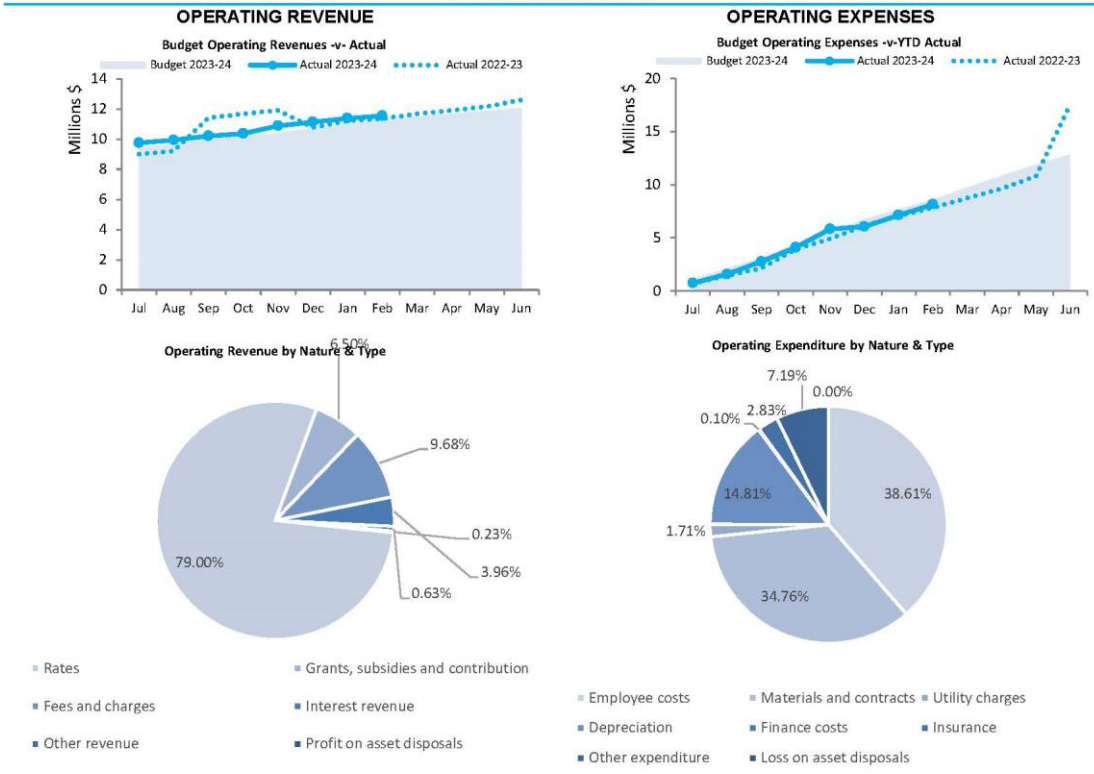 OPERATING REVENUE
Budget Operating Revenues -v- Actual
Budget 2023-24 Actual 2023-24 Actual 2022-23
Millions $
14
12
10
8
6
4
2
0
Jul Aug Sep Oct Nov Dec Jan Feb Mar Apr May Jun
OPERATING EXPENSES
Budget Operating Expenses -v-YTD Actual
Budget 2023-24 Actual 2023-24 Actual 2022-23
Millions $
20
15
10
5
0
Jul Aug Sep Oct Nov Dec Jan Feb Mar Apr May Jun
Operating Revenue by Nature & Type
6.50%
9.68%
0.23%
3.96%
0.63%
79.00%
Rates Grants, subsidies and contribution
Fees and charges Interest revenue
Other revenue Profit on asset disposals
Operating Expenditure by Nature & Type
7.19%
0.00%
0.10%
2.83%
14.81%
38.61%
1.71%
34.76%
Employee costs Materials and contracts Utility charges
Depreciation Finance costs Insurance
Other expenditure Loss on asset disposals